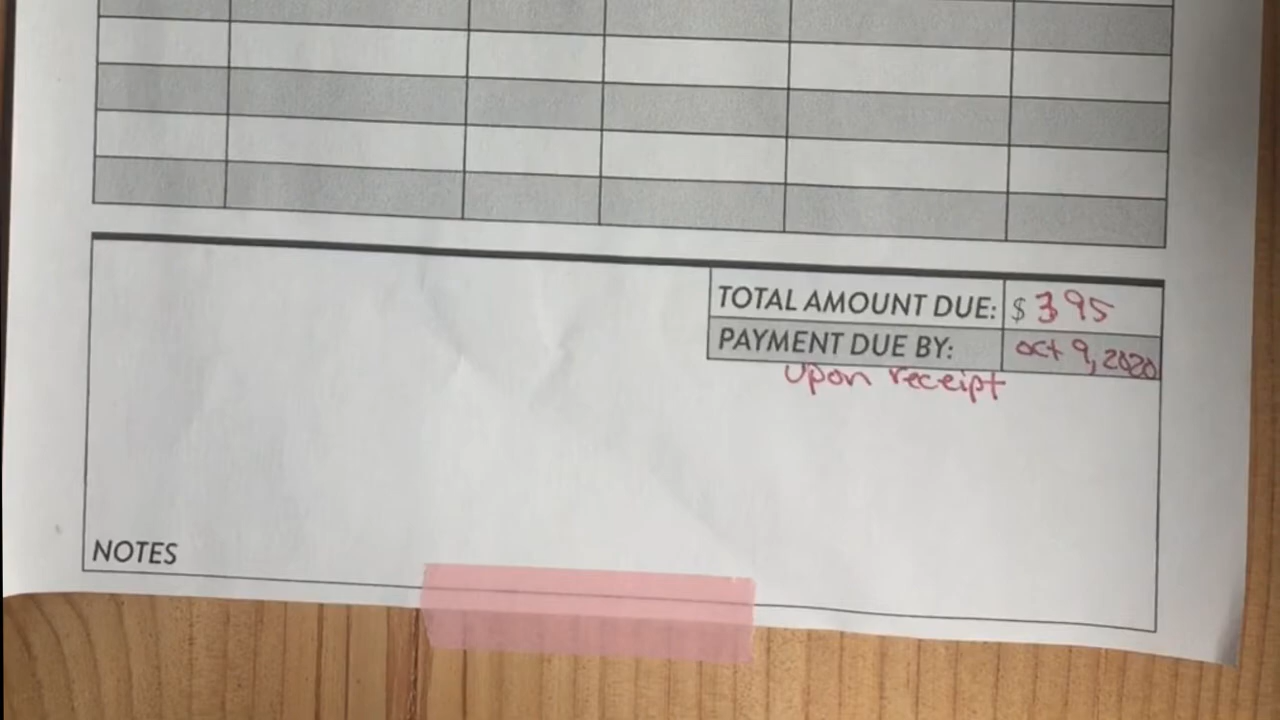 TOTAL AMOUNT DUE: $ 395
PAYMENT DUE BY: oct 9, 2020
upon receipt
NOTES